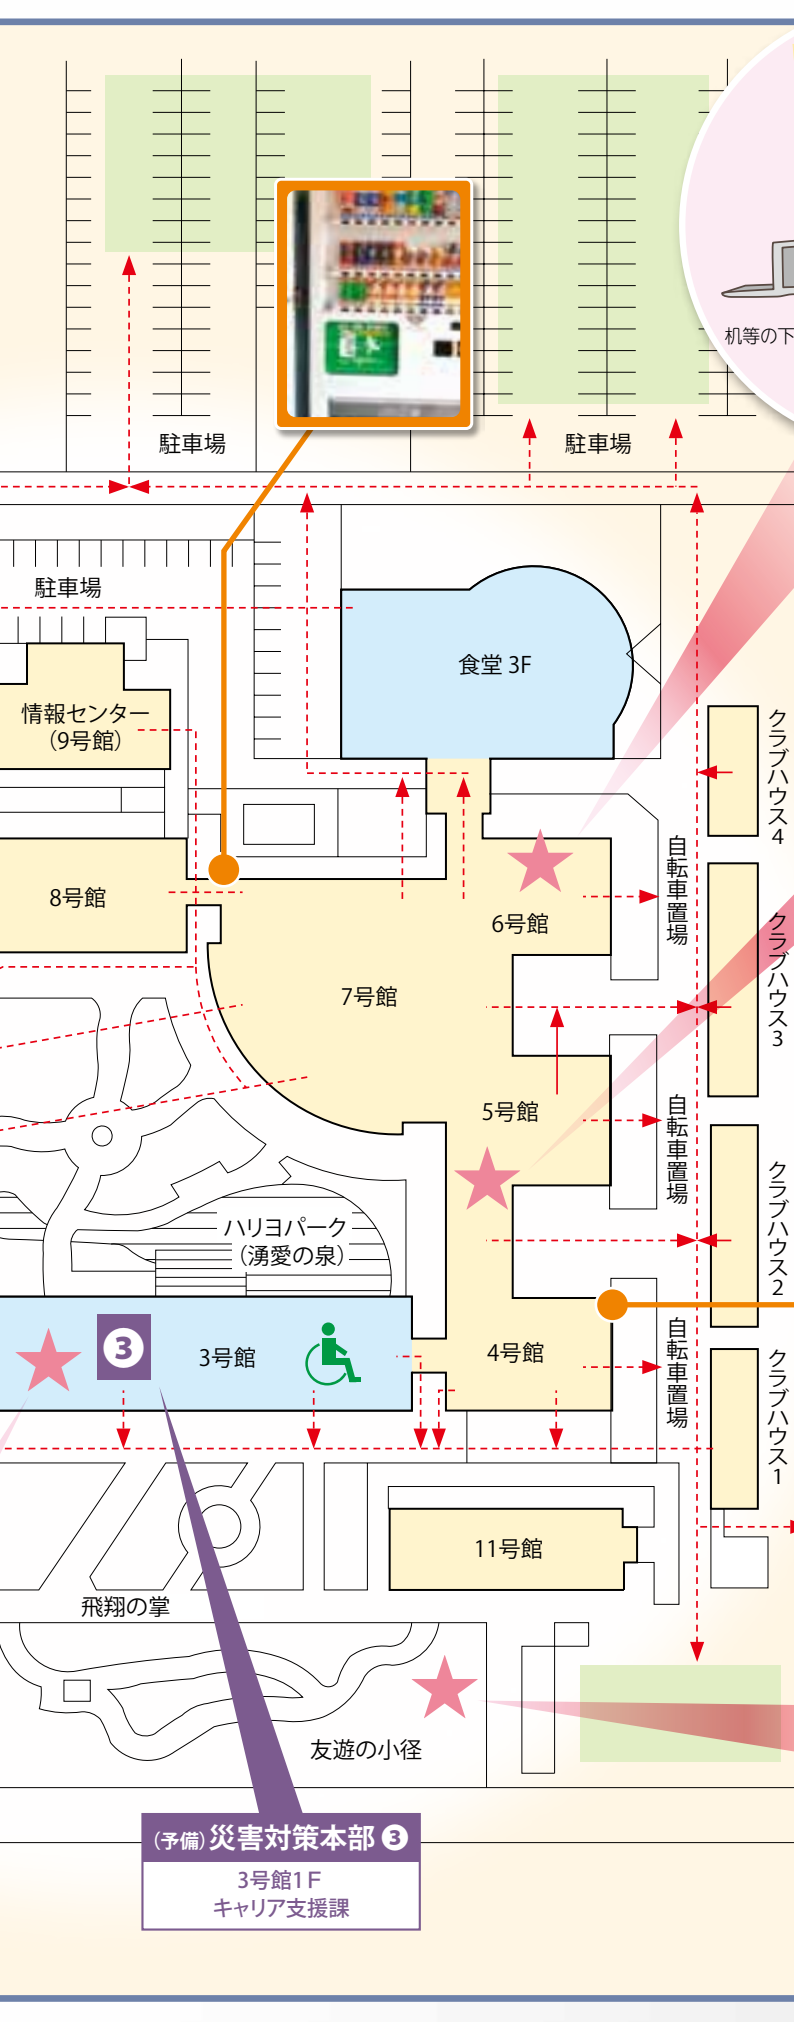 机等の下
駐車場
駐車場
駐車場
食堂 3F
情報センター
(9号館)
クラブハウス4
自転車置場
8号館
6号館
クラブハウス3
7号館
5号館
自転車置場
クラブハウス2
ハリヨパーク
(湧愛の泉)
3
3号館
4号館
自転車置場
クラブハウス1
11号館
飛翔の掌
友遊の小径
(予備)災害対策本部 3
3号館1F
キャリア支援課